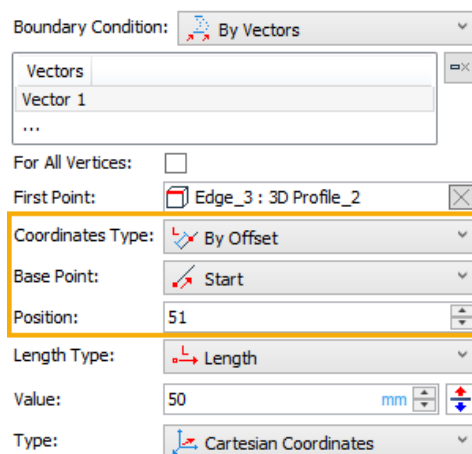 Boundary Condition: By Vectors
Vectors
Vector 1
...
For All Vertices:
First Point: Edge_3 : 3D Profile_2
Coordinates Type: By Offset
Base Point: Start
Position: 51
Length Type: Length
Value: 50 mm
Type: Cartesian Coordinates